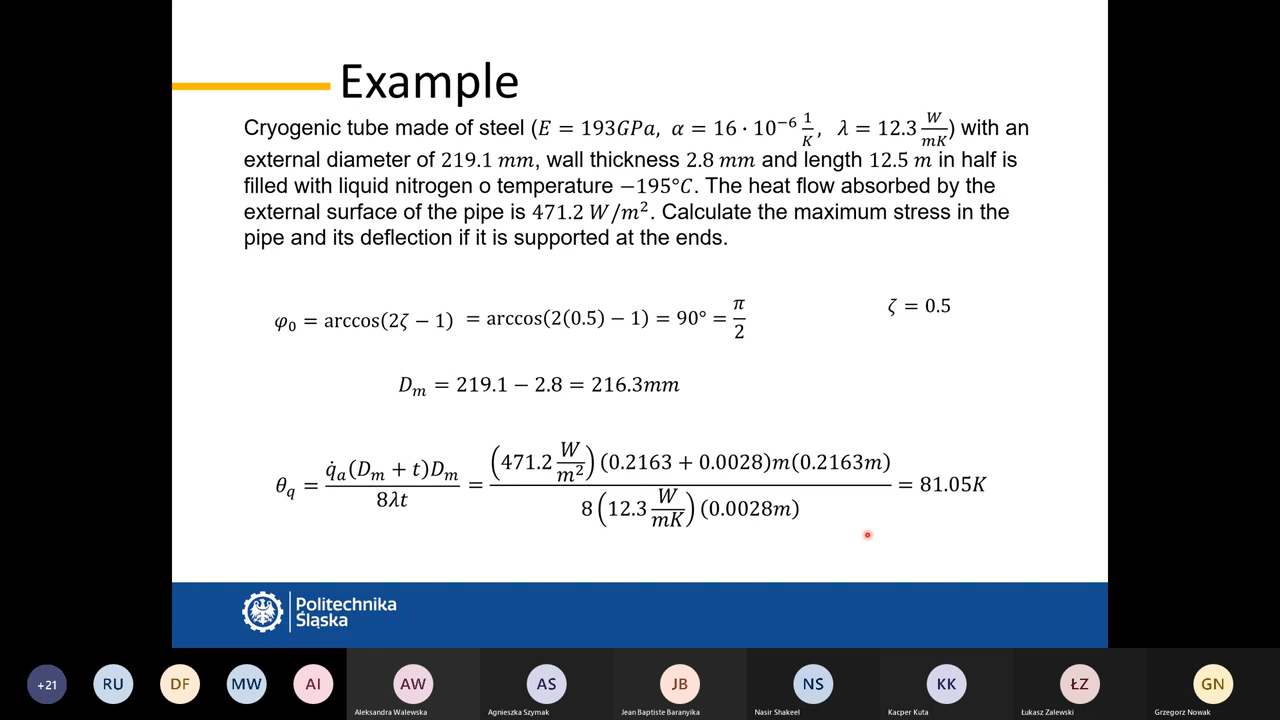 Example
Cryogenic tube made of steel (E = 193GPa, α = 16 · 10⁻⁶ 1/K, λ = 12.3 W/mK) with an
external diameter of 219.1 mm, wall thickness 2.8 mm and length 12.5 m in half is
filled with liquid nitrogen o temperature −195°C. The heat flow absorbed by the
external surface of the pipe is 471.2 W/m². Calculate the maximum stress in the
pipe and its deflection if it is supported at the ends.
φ₀ = arccos(2ζ − 1) = arccos(2(0.5) − 1) = 90° = π/2
ζ = 0.5
Dₘ = 219.1 − 2.8 = 216.3mm
θ_q = q̇ₐ(Dₘ + t)Dₘ / 8λt = (471.2 W/m²)(0.2163 + 0.0028)m(0.2163m) / 8(12.3 W/mK)(0.0028m) = 81.05K
Politechnika
Śląska
+21
RU
DF
MW
AI
AW
AS
JB
NS
KK
ŁZ
GN
Aleksandra Walewska
Agnieszka Szymak
Jean Baptiste Baranyika
Nasir Shakeel
Kacper Kuta
Łukasz Zalewski
Grzegorz Nowak